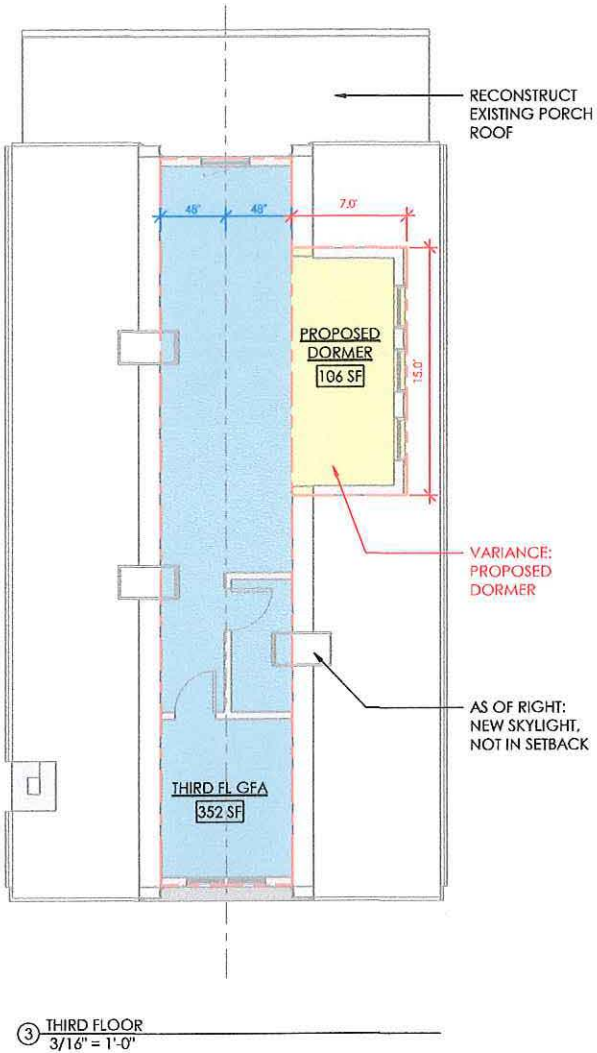 RECONSTRUCT
EXISTING PORCH
ROOF
48"
48"
7.0'
PROPOSED
DORMER
106 SF
15.0'
VARIANCE:
PROPOSED
DORMER
AS OF RIGHT:
NEW SKYLIGHT,
NOT IN SETBACK
THIRD FL GFA
352 SF
3
THIRD FLOOR
3/16" = 1'-0"